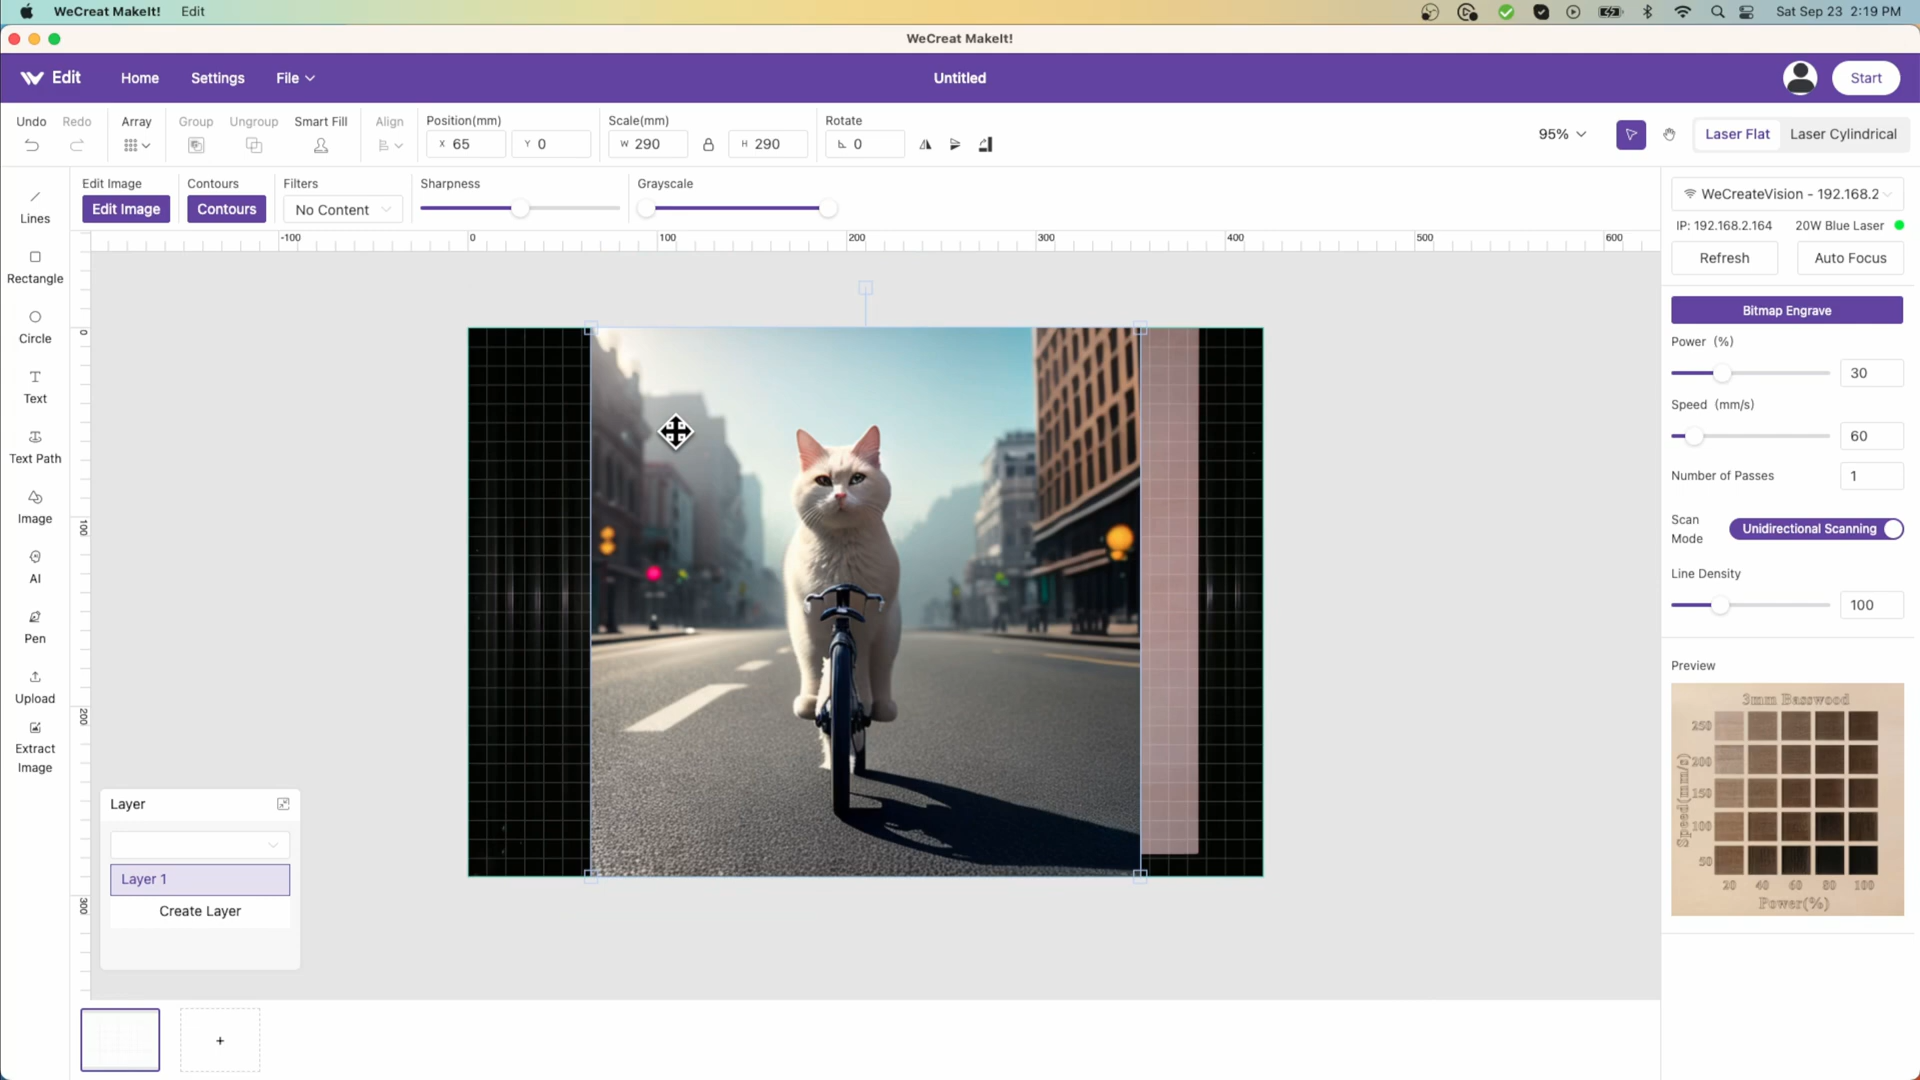 WeCreat MakeIt! Edit Sat Sep 23 2:19 PM
WeCreat MakeIt!
Edit Home Settings File Untitled Start
Undo Redo Array Group Ungroup Smart Fill Align Position(mm) Scale(mm) Rotate
X 65 Y 0 W 290 H 290 0 95% Laser Flat Laser Cylindrical
Edit Image Contours Filters Sharpness Grayscale
Edit Image Contours No Content
-100 0 100 200 300 400 500 600
Lines
Rectangle
Circle
Text
Text Path
Image
AI
Pen
Upload
Extract
Image
0
100
200
300
Layer
Layer 1
Create Layer
+
WeCreateVision - 192.168.2
IP: 192.168.2.164 20W Blue Laser
Refresh Auto Focus
Bitmap Engrave
Power (%)
30
Speed (mm/s)
60
Number of Passes 1
Scan
Mode
Unidirectional Scanning
Line Density
100
Preview
3mm Basswood
250
200
150
100
50
Speed(mm/s)
20 40 60 80 100
Power(%)